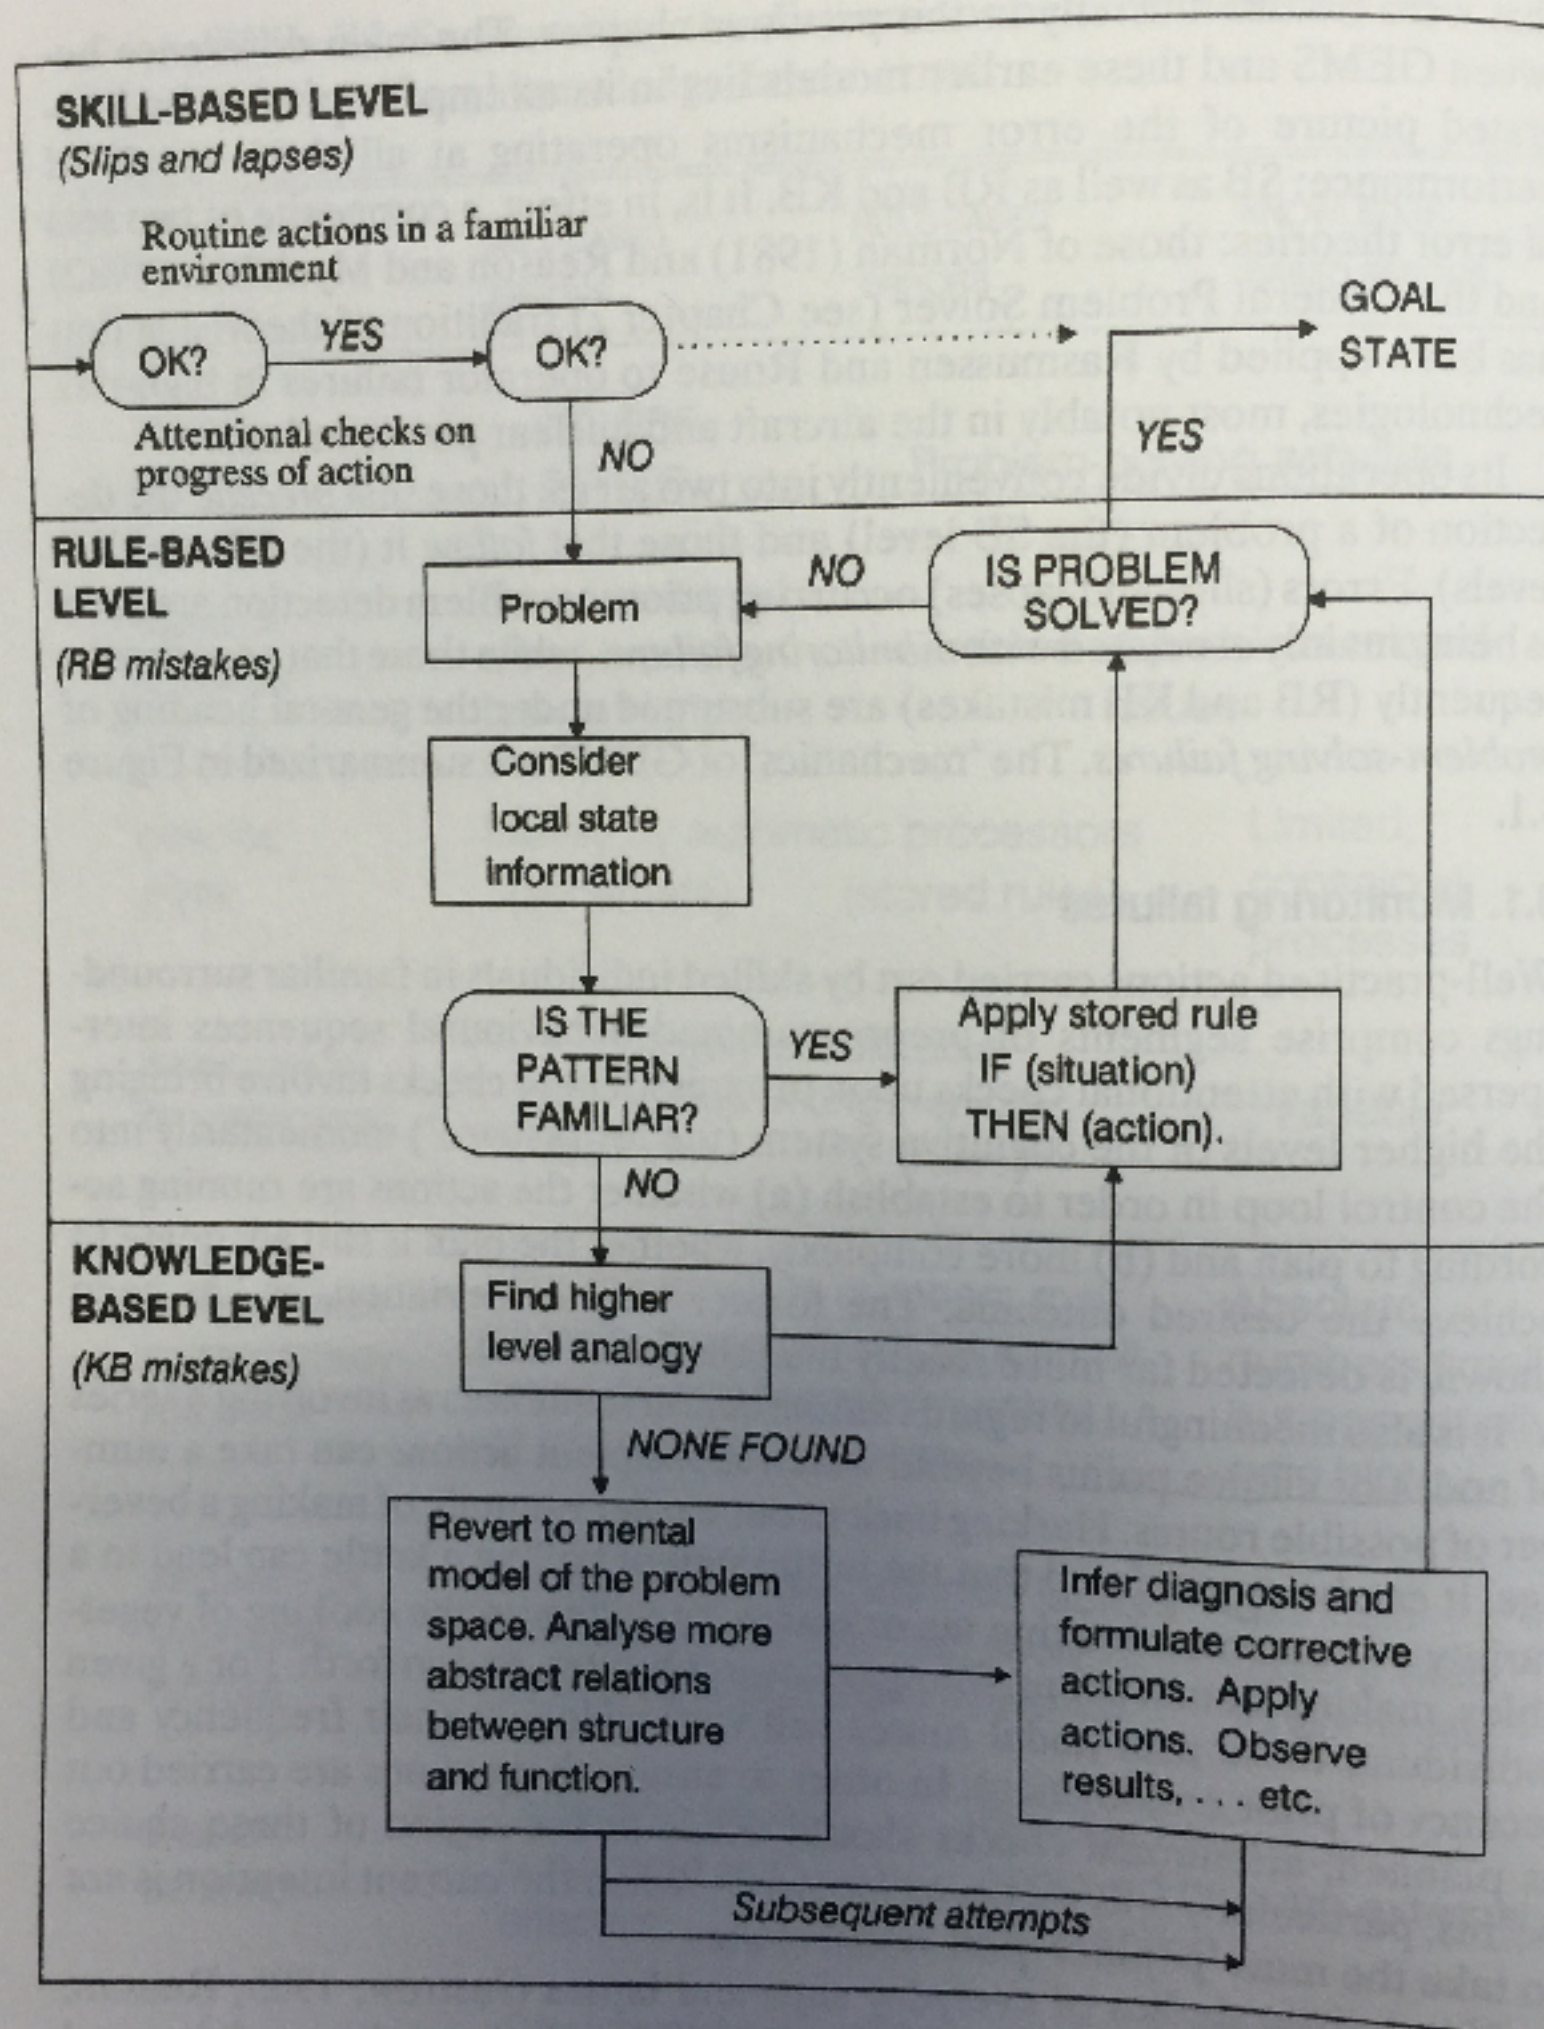 SKILL-BASED LEVEL
(Slips and lapses)
Routine actions in a familiar
environment
OK?
YES
OK?
GOAL
STATE
Attentional checks on
progress of action
NO
YES
RULE-BASED
LEVEL
(RB mistakes)
Problem
NO
IS PROBLEM
SOLVED?
Consider
local state
information
IS THE
PATTERN
FAMILIAR?
YES
Apply stored rule
IF (situation)
THEN (action).
NO
KNOWLEDGE-
BASED LEVEL
(KB mistakes)
Find higher
level analogy
NONE FOUND
Revert to mental
model of the problem
space. Analyse more
abstract relations
between structure
and function.
Infer diagnosis and
formulate corrective
actions. Apply
actions. Observe
results, . . . etc.
Subsequent attempts